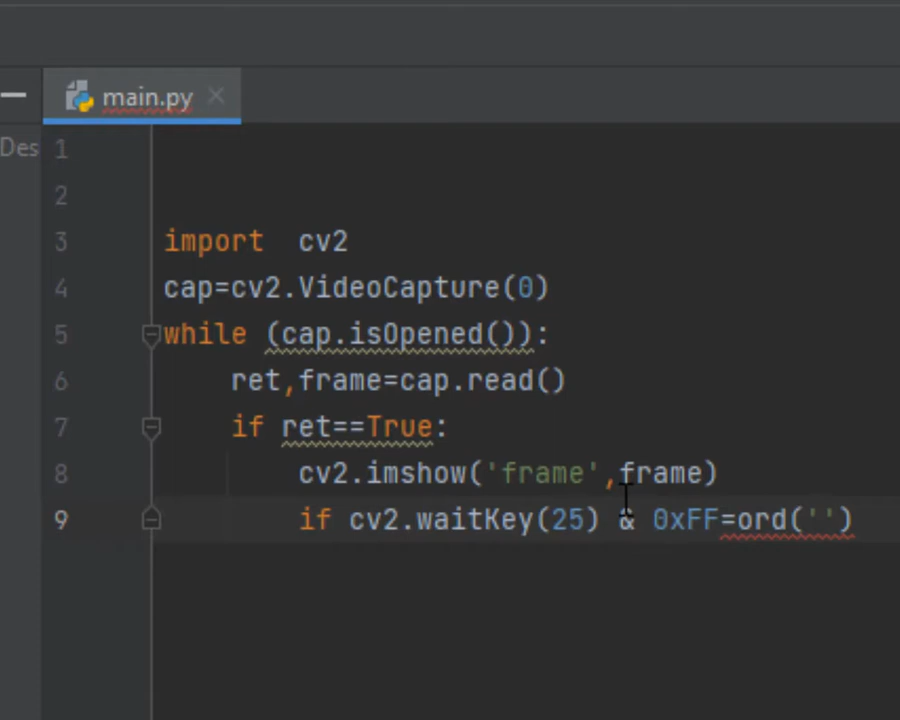 main.py
Des
1
2
3 import  cv2
4 cap=cv2.VideoCapture(0)
5 while (cap.isOpened()):
6     ret,frame=cap.read()
7     if ret==True:
8         cv2.imshow('frame',frame)
9         if cv2.waitKey(25) & 0xFF=ord('')